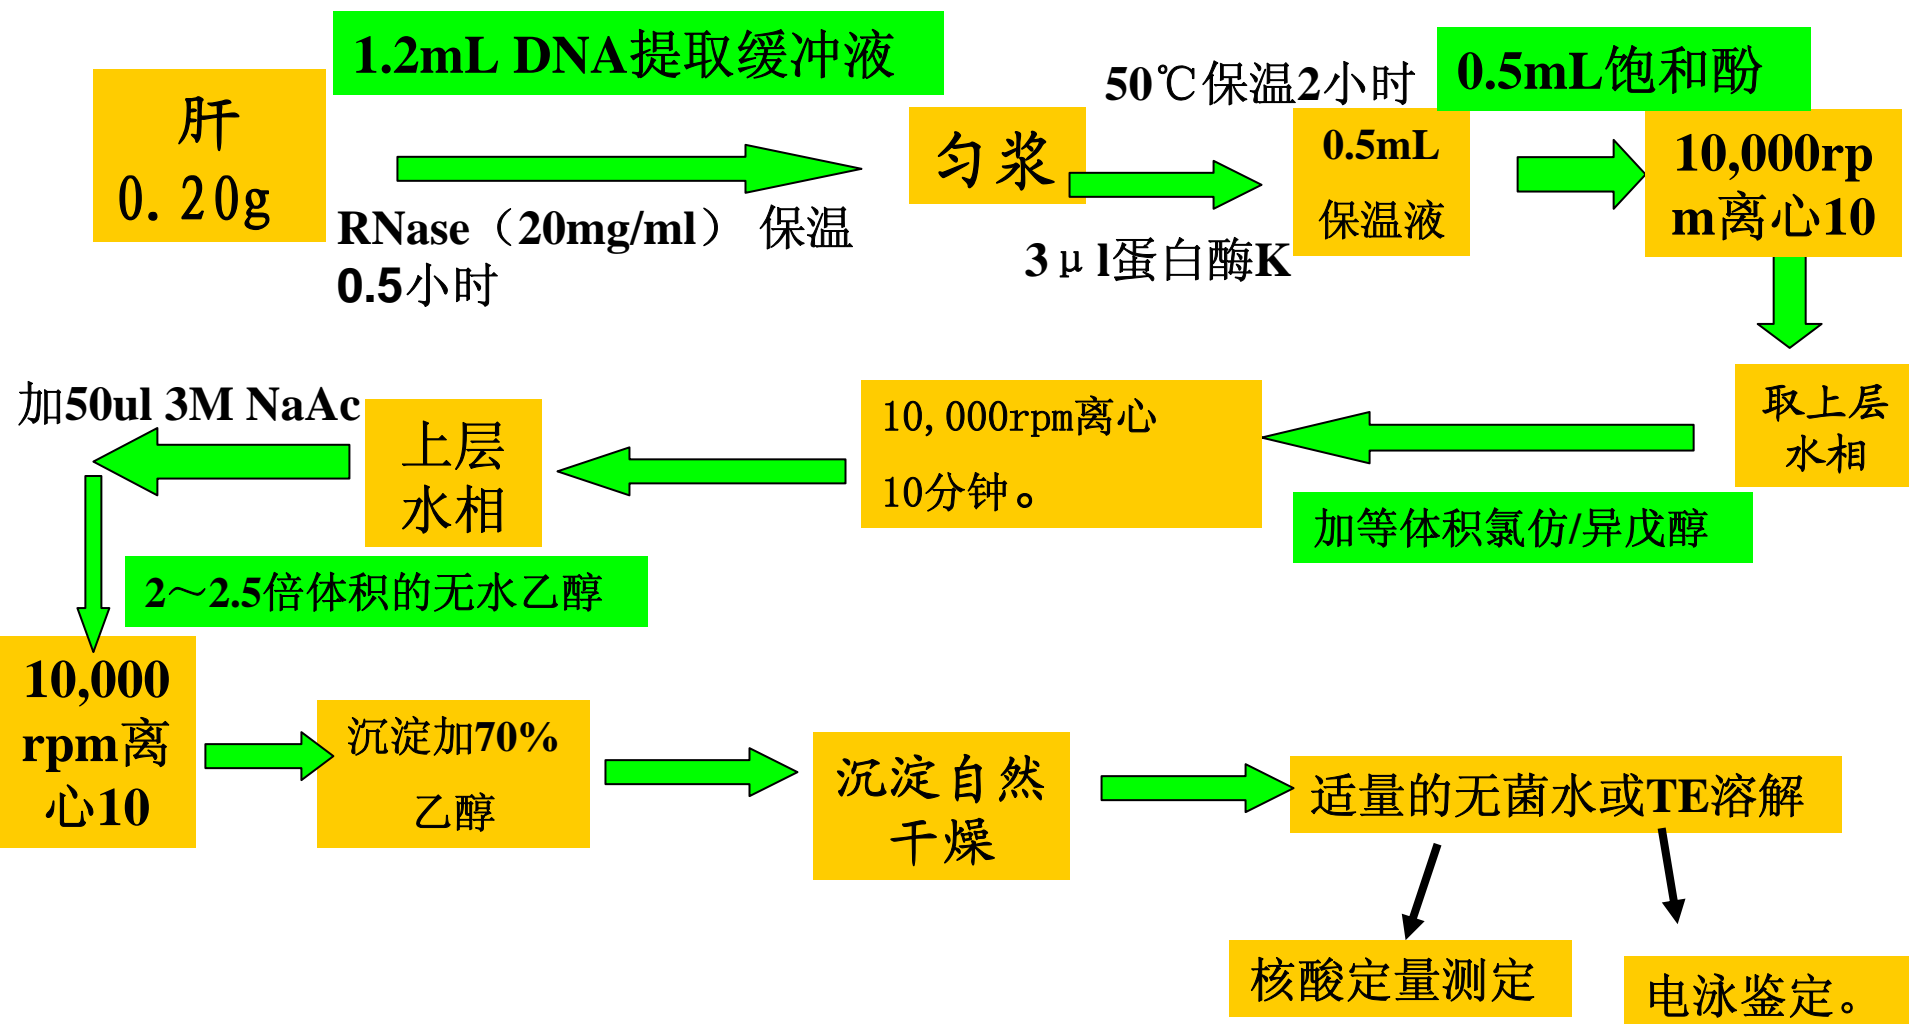 1.2mL DNA提取缓冲液
肝
0.20g
RNase（20mg/ml） 保温
0.5小时
匀浆
50℃保温2小时
3μl蛋白酶K
0.5mL
保温液
0.5mL饱和酚
10,000rp
m离心10
取上层
水相
加等体积氯仿/异戊醇
10,000rpm离心
10分钟。
上层
水相
加50ul 3M NaAc
2～2.5倍体积的无水乙醇
10,000
rpm离
心10
沉淀加70%
乙醇
沉淀自然
干燥
适量的无菌水或TE溶解
核酸定量测定
电泳鉴定。